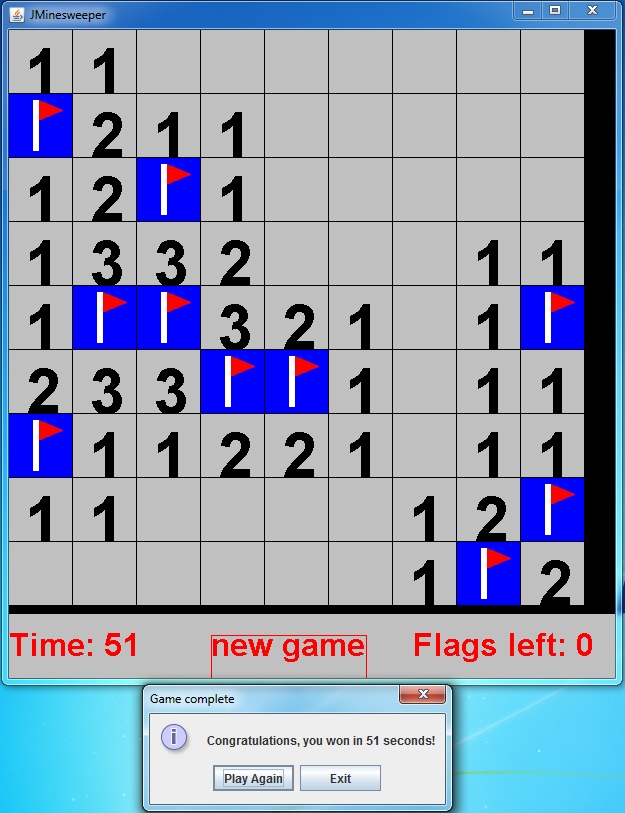 JMinesweeper
1 1
2 1 1
1 2 1
1 3 3 2 1 1
1 3 2 1 1
2 3 3 1 1 1
1 1 2 2 1 1 1
1 1 1 2
1 2
Time: 51 new game Flags left: 0
Game complete
Congratulations, you won in 51 seconds!
Play Again Exit